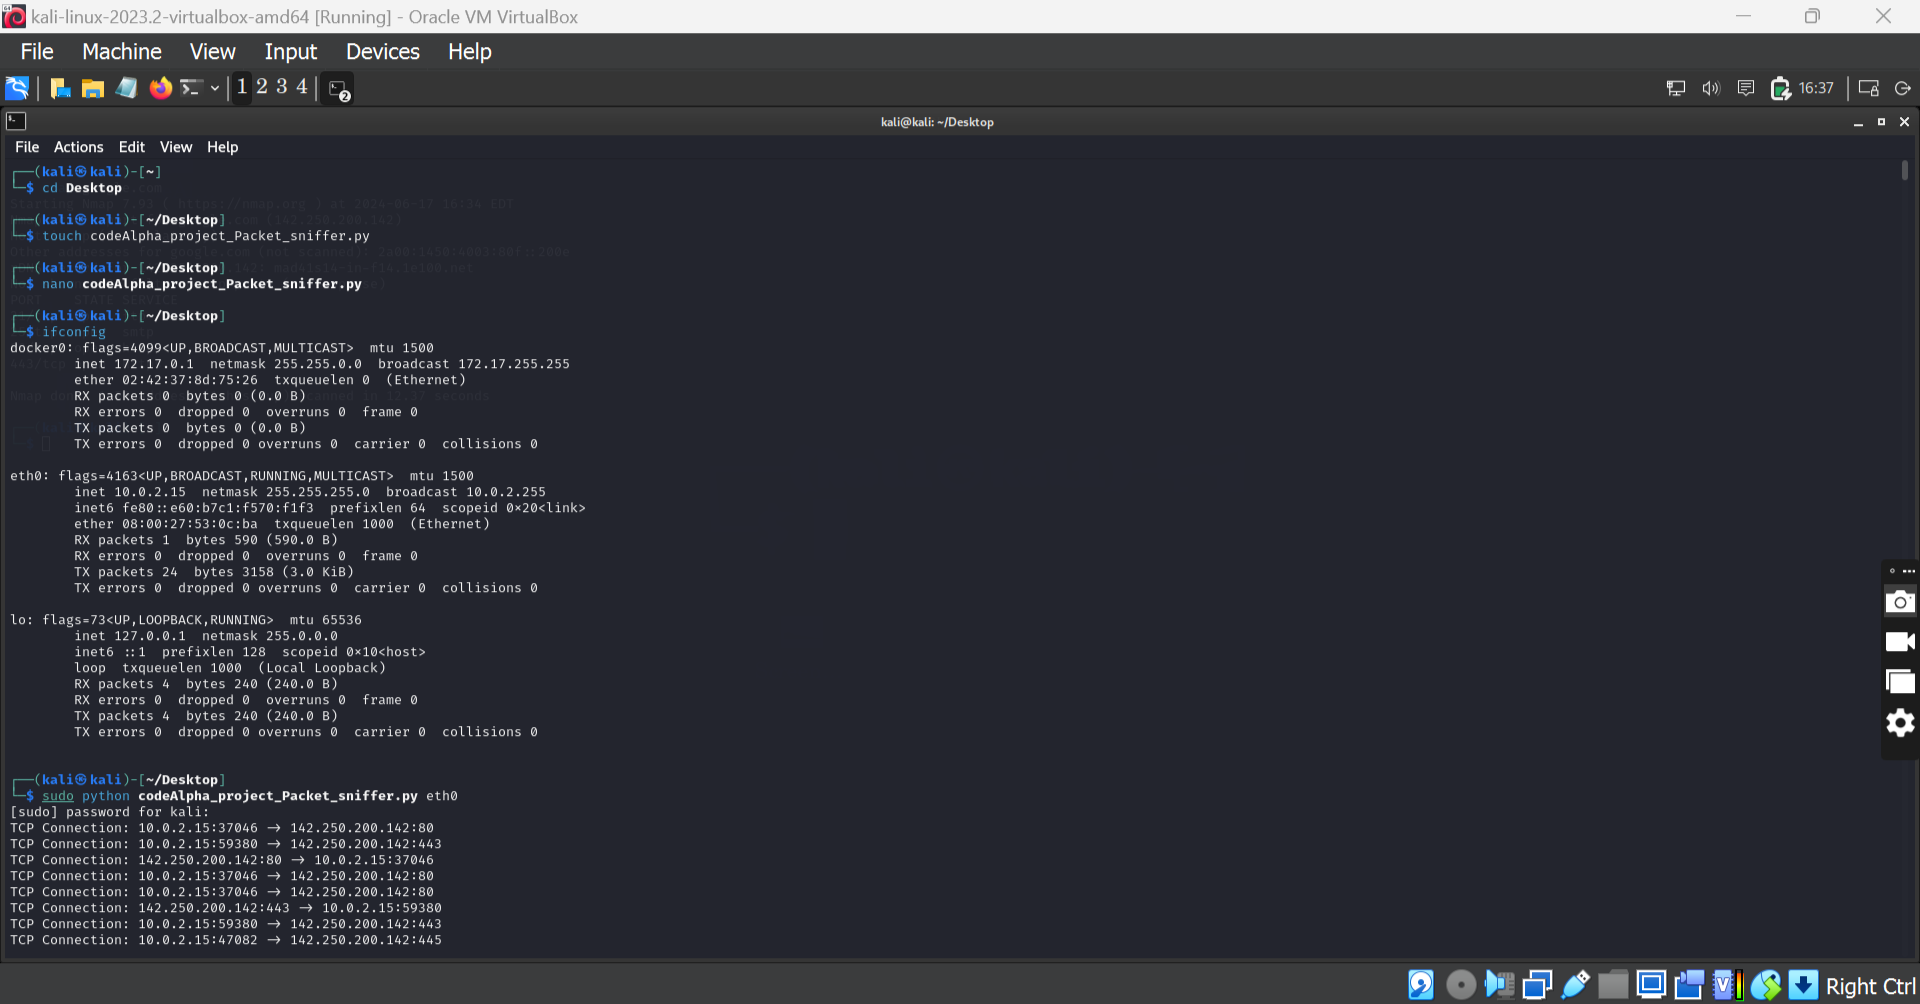 kali-linux-2023.2-virtualbox-amd64 [Running] - Oracle VM VirtualBox
File Machine View Input Devices Help
1 2 3 4
2
16:37
kali@kali: ~/Desktop
File Actions Edit View Help
┌──(kali㉿kali)-[~]
└─$ cd Desktop
Starting Nmap 7.93 ( https://nmap.org ) at 2024-06-17 16:34 EDT
┌──(kali㉿kali)-[~/Desktop]
└─$ touch codeAlpha_project_Packet_sniffer.py
┌──(kali㉿kali)-[~/Desktop]
└─$ nano codeAlpha_project_Packet_sniffer.py
PORT STATE SERVICE
┌──(kali㉿kali)-[~/Desktop]
└─$ ifconfig
docker0: flags=4099<UP,BROADCAST,MULTICAST>  mtu 1500
inet 172.17.0.1  netmask 255.255.0.0  broadcast 172.17.255.255
ether 02:42:37:8d:75:26  txqueuelen 0  (Ethernet)
RX packets 0  bytes 0 (0.0 B)
RX errors 0  dropped 0  overruns 0  frame 0
TX packets 0  bytes 0 (0.0 B)
TX errors 0  dropped 0 overruns 0  carrier 0  collisions 0
eth0: flags=4163<UP,BROADCAST,RUNNING,MULTICAST>  mtu 1500
inet 10.0.2.15  netmask 255.255.255.0  broadcast 10.0.2.255
inet6 fe80::e60:b7c1:f570:f1f3  prefixlen 64  scopeid 0×20<link>
ether 08:00:27:53:0c:ba  txqueuelen 1000  (Ethernet)
RX packets 1  bytes 590 (590.0 B)
RX errors 0  dropped 0  overruns 0  frame 0
TX packets 24  bytes 3158 (3.0 KiB)
TX errors 0  dropped 0 overruns 0  carrier 0  collisions 0
lo: flags=73<UP,LOOPBACK,RUNNING>  mtu 65536
inet 127.0.0.1  netmask 255.0.0.0
inet6 ::1  prefixlen 128  scopeid 0×10<host>
loop  txqueuelen 1000  (Local Loopback)
RX packets 4  bytes 240 (240.0 B)
RX errors 0  dropped 0  overruns 0  frame 0
TX packets 4  bytes 240 (240.0 B)
TX errors 0  dropped 0 overruns 0  carrier 0  collisions 0
┌──(kali㉿kali)-[~/Desktop]
└─$ sudo python codeAlpha_project_Packet_sniffer.py eth0
[sudo] password for kali:
TCP Connection: 10.0.2.15:37046 → 142.250.200.142:80
TCP Connection: 10.0.2.15:59380 → 142.250.200.142:443
TCP Connection: 142.250.200.142:80 → 10.0.2.15:37046
TCP Connection: 10.0.2.15:37046 → 142.250.200.142:80
TCP Connection: 10.0.2.15:37046 → 142.250.200.142:80
TCP Connection: 142.250.200.142:443 → 10.0.2.15:59380
TCP Connection: 10.0.2.15:59380 → 142.250.200.142:443
TCP Connection: 10.0.2.15:47082 → 142.250.200.142:445
Right Ctrl